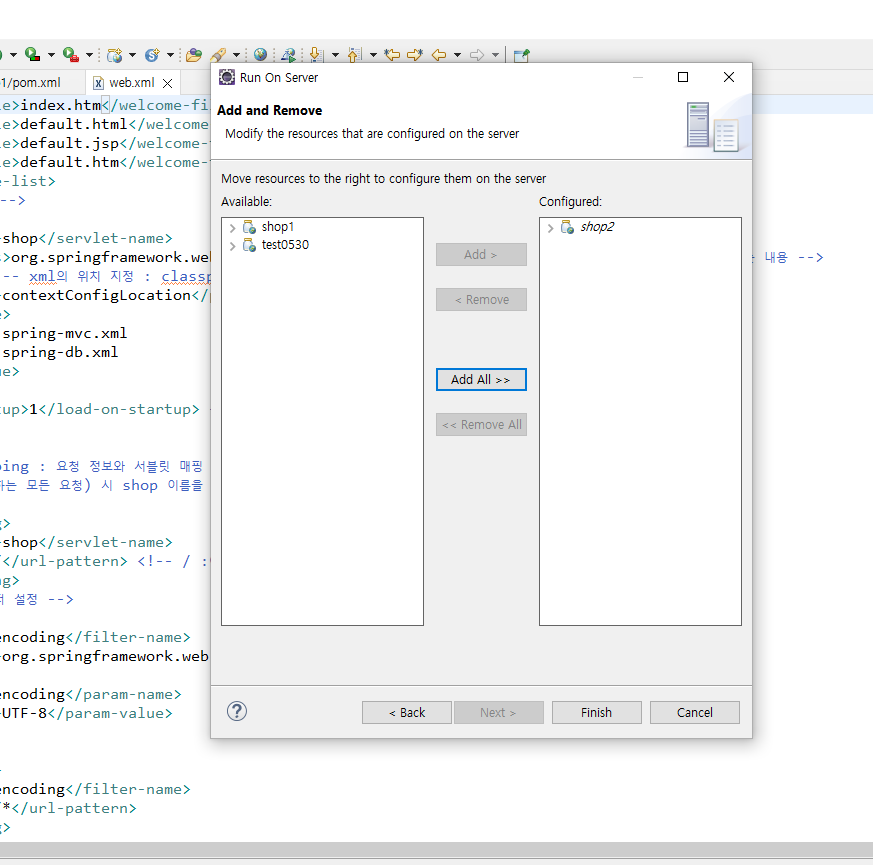 1/pom.xml
web.xml
Run On Server
Add and Remove
Modify the resources that are configured on the server
Move resources to the right to configure them on the server
Available:
Configured:
shop1
test0530
shop2
Add >
< Remove
Add All >>
<< Remove All
< Back
Next >
Finish
Cancel
e>index.htm</welcome-fi
e>default.html</welcome
e>default.jsp</welcome-
e>default.htm</welcome-
-list>
-->
shop</servlet-name>
>org.springframework.we
내용 -->
-- xml의 위치 지정 : classp
contextConfigLocation</
e>
spring-mvc.xml
spring-db.xml
ue>
tup>1</load-on-startup>
ping : 요청 정보와 서블릿 매핑
하는 모든 요청) 시 shop 이름을
g>
shop</servlet-name>
</url-pattern> <!-- / :
ng>
설정 -->
encoding</filter-name>
org.springframework.web
encoding</param-name>
UTF-8</param-value>
encoding</filter-name>
*</url-pattern>
g>